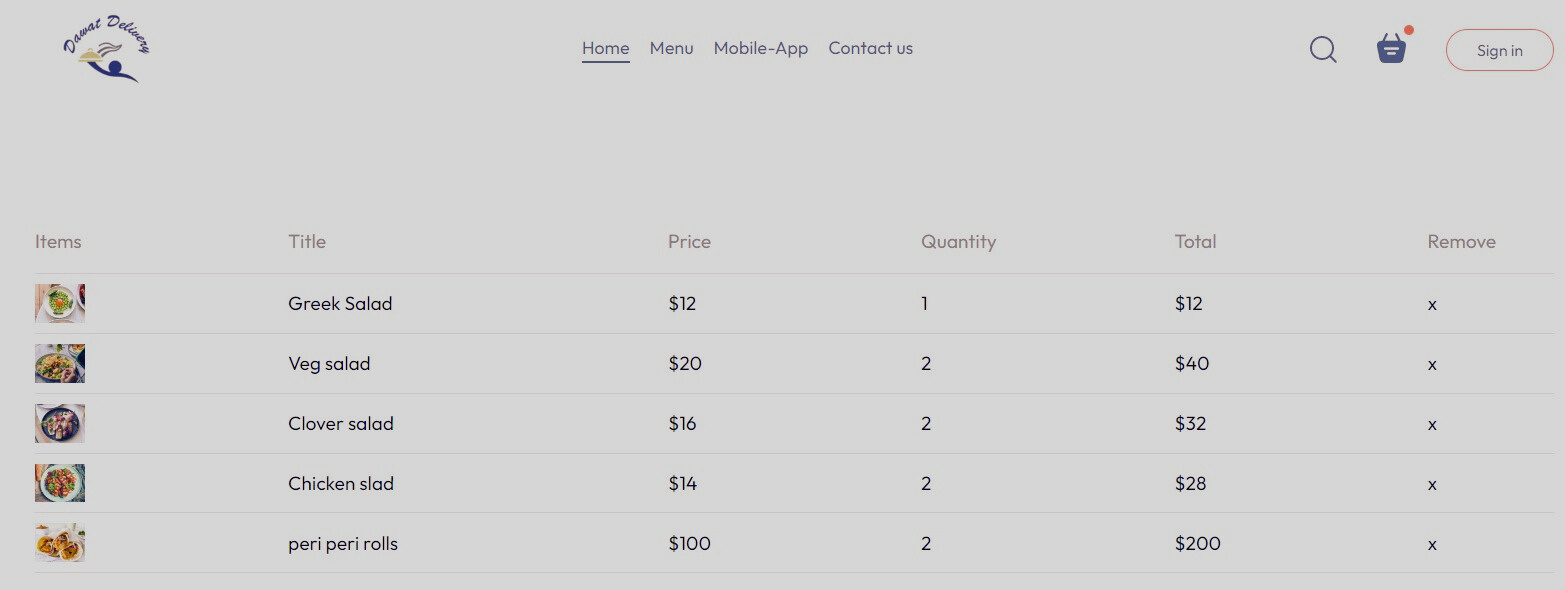 Dawat Delivery
Home Menu Mobile-App Contact us Sign in
Items Title Price Quantity Total Remove
Greek Salad $12 1 $12 x
Veg salad $20 2 $40 x
Clover salad $16 2 $32 x
Chicken slad $14 2 $28 x
peri peri rolls $100 2 $200 x